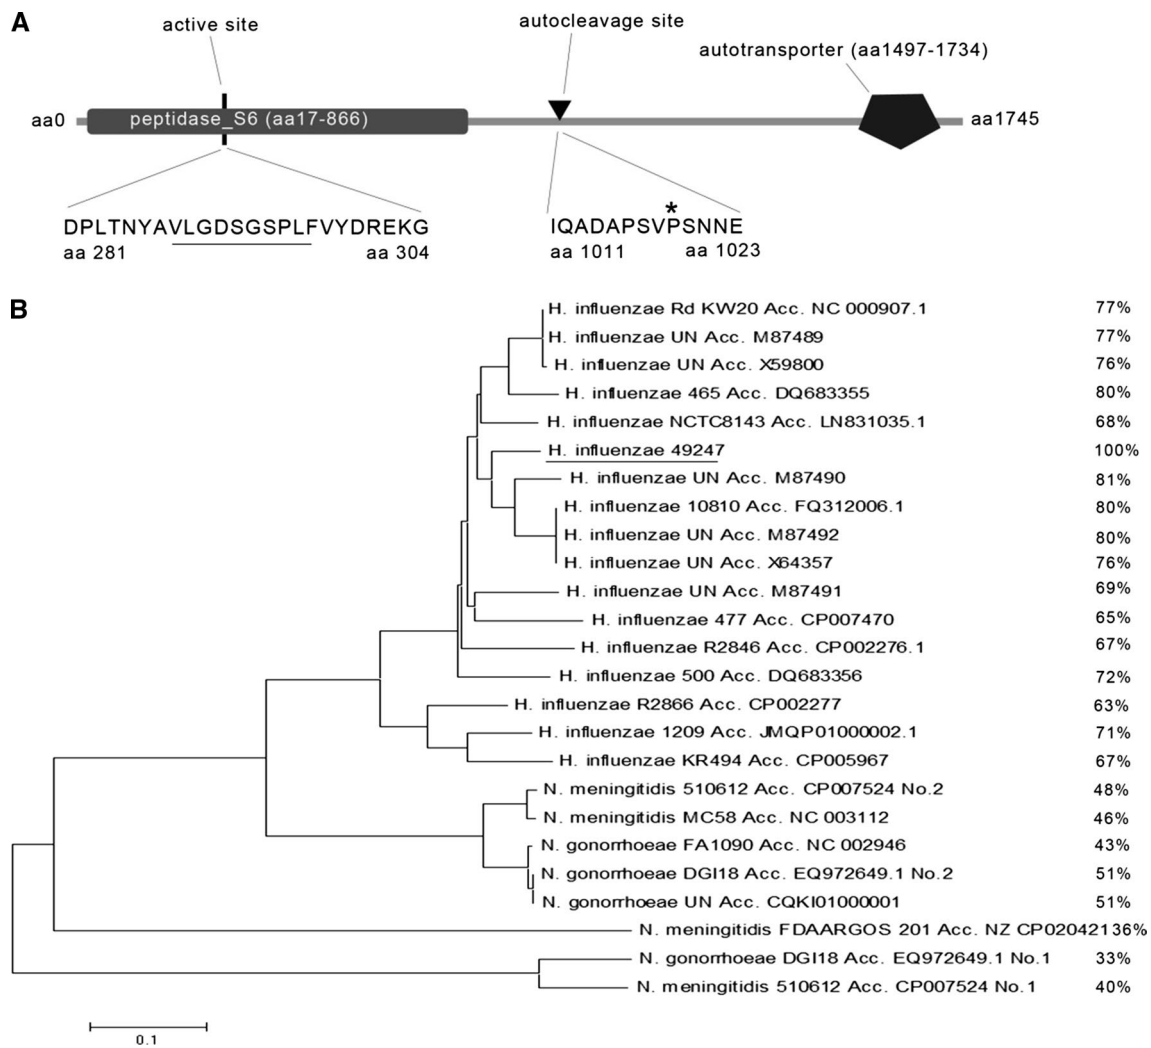 A
active site
autocleavage site
autotransporter (aa1497-1734)
aa0
peptidase_S6 (aa17-866)
aa1745
*
DPLTNYAVLGDSGSPLFVYDREKG
IQADAPSVPSNNE
aa 281
aa 304
aa 1011
aa 1023
B
H. influenzae Rd KW20 Acc. NC 000907.1 77%
H. influenzae UN Acc. M87489 77%
H. influenzae UN Acc. X59800 76%
H. influenzae 465 Acc. DQ683355 80%
H. influenzae NCTC8143 Acc. LN831035.1 68%
H. influenzae 49247 100%
H. influenzae UN Acc. M87490 81%
H. influenzae 10810 Acc. FQ312006.1 80%
H. influenzae UN Acc. M87492 80%
H. influenzae UN Acc. X64357 76%
H. influenzae UN Acc. M87491 69%
H. influenzae 477 Acc. CP007470 65%
H. influenzae R2846 Acc. CP002276.1 67%
H. influenzae 500 Acc. DQ683356 72%
H. influenzae R2866 Acc. CP002277 63%
H. influenzae 1209 Acc. JMQP01000002.1 71%
H. influenzae KR494 Acc. CP005967 67%
N. meningitidis 510612 Acc. CP007524 No.2 48%
N. meningitidis MC58 Acc. NC 003112 46%
N. gonorrhoeae FA1090 Acc. NC 002946 43%
N. gonorrhoeae DGI18 Acc. EQ972649.1 No.2 51%
N. gonorrhoeae UN Acc. CQKI01000001 51%
N. meningitidis FDAARGOS 201 Acc. NZ CP020421 36%
N. gonorrhoeae DGI18 Acc. EQ972649.1 No.1 33%
N. meningitidis 510612 Acc. CP007524 No.1 40%
0.1